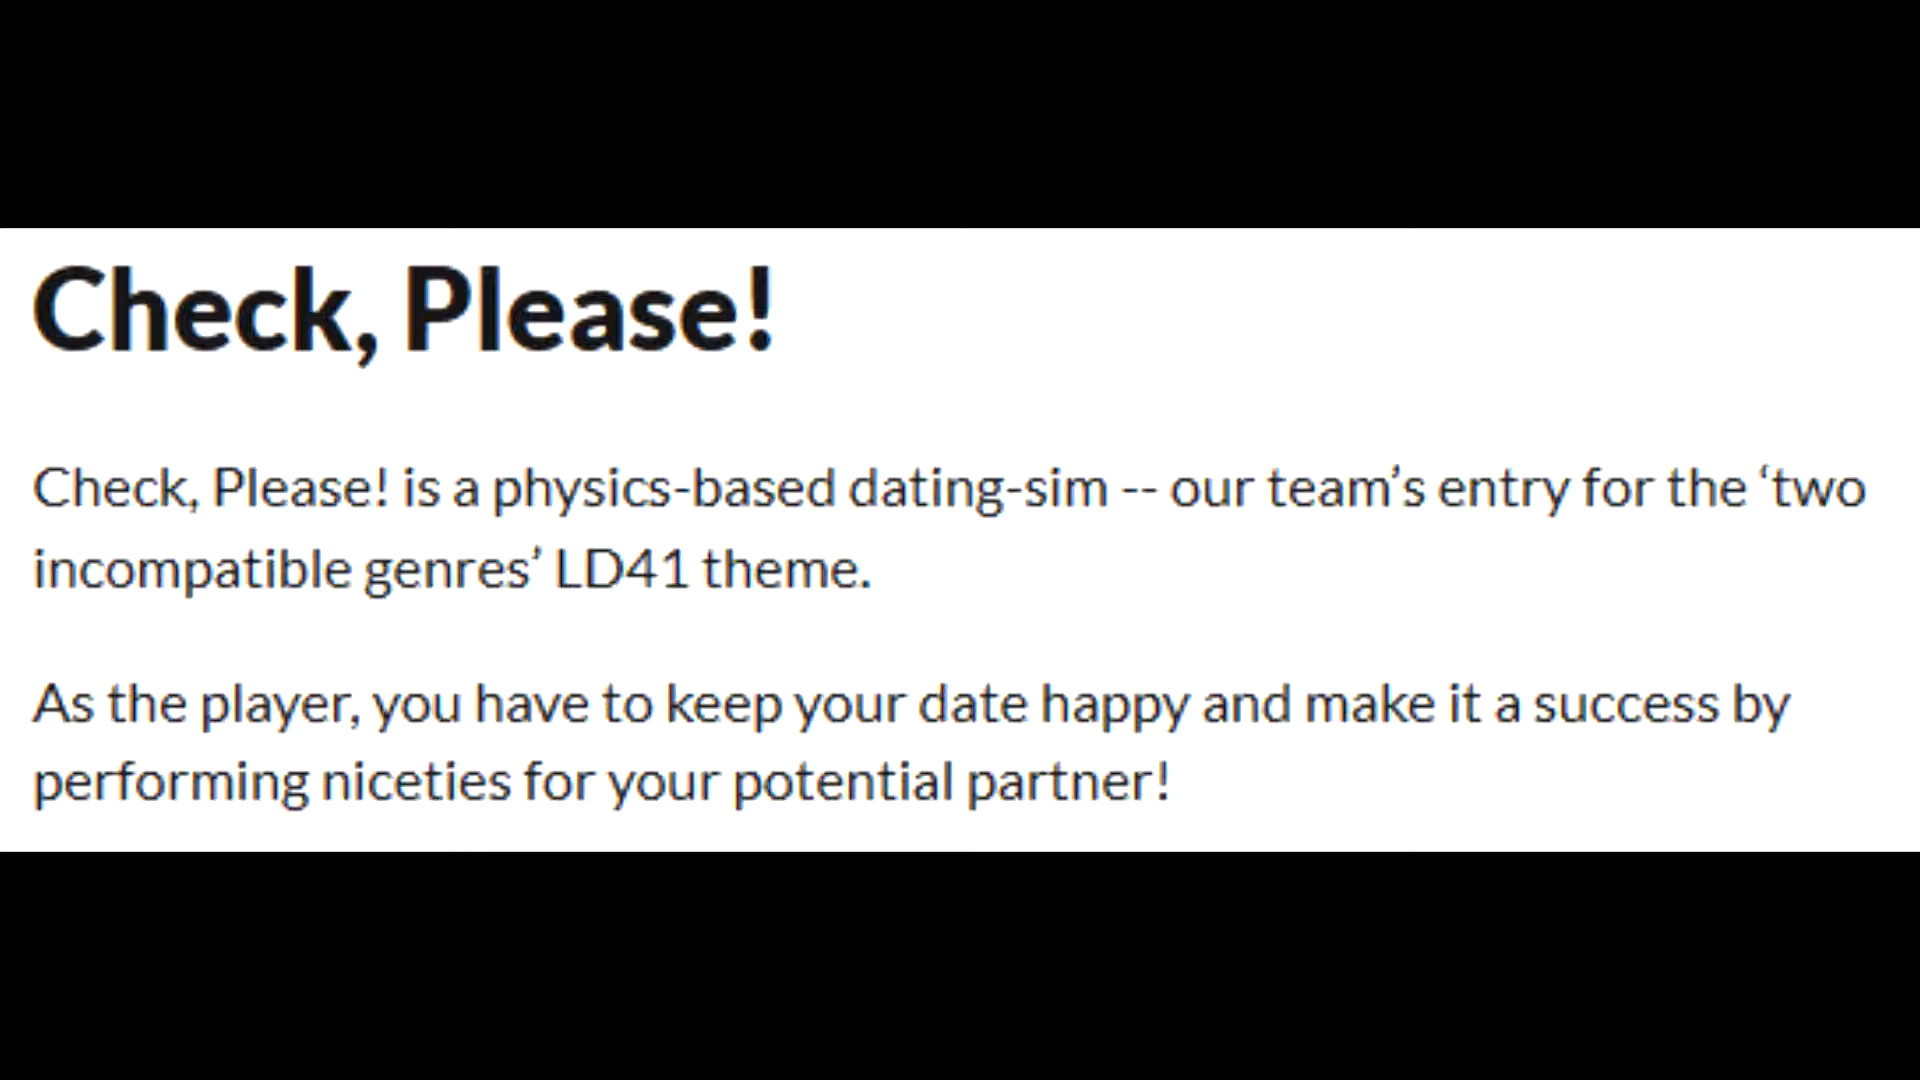 Check, Please!
Check, Please! is a physics-based dating-sim -- our team’s entry for the ‘two
incompatible genres’ LD41 theme.
As the player, you have to keep your date happy and make it a success by
performing niceties for your potential partner!